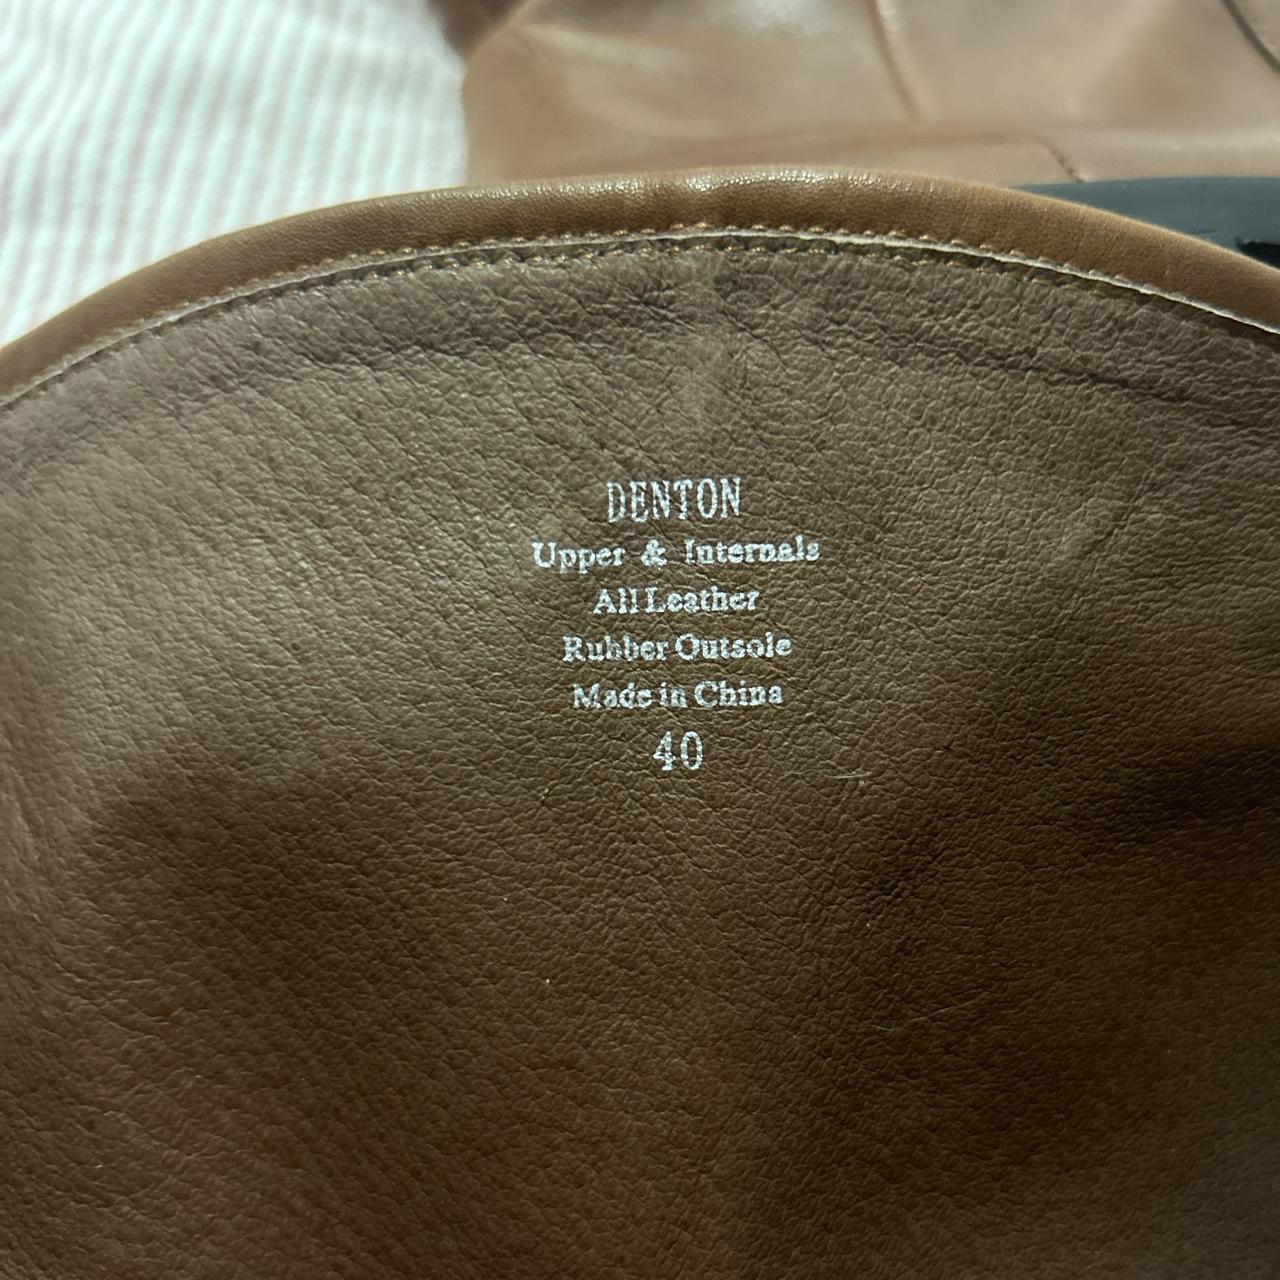 DENTON
Upper & Internals
All Leather
Rubber Outsole
Made in China
40